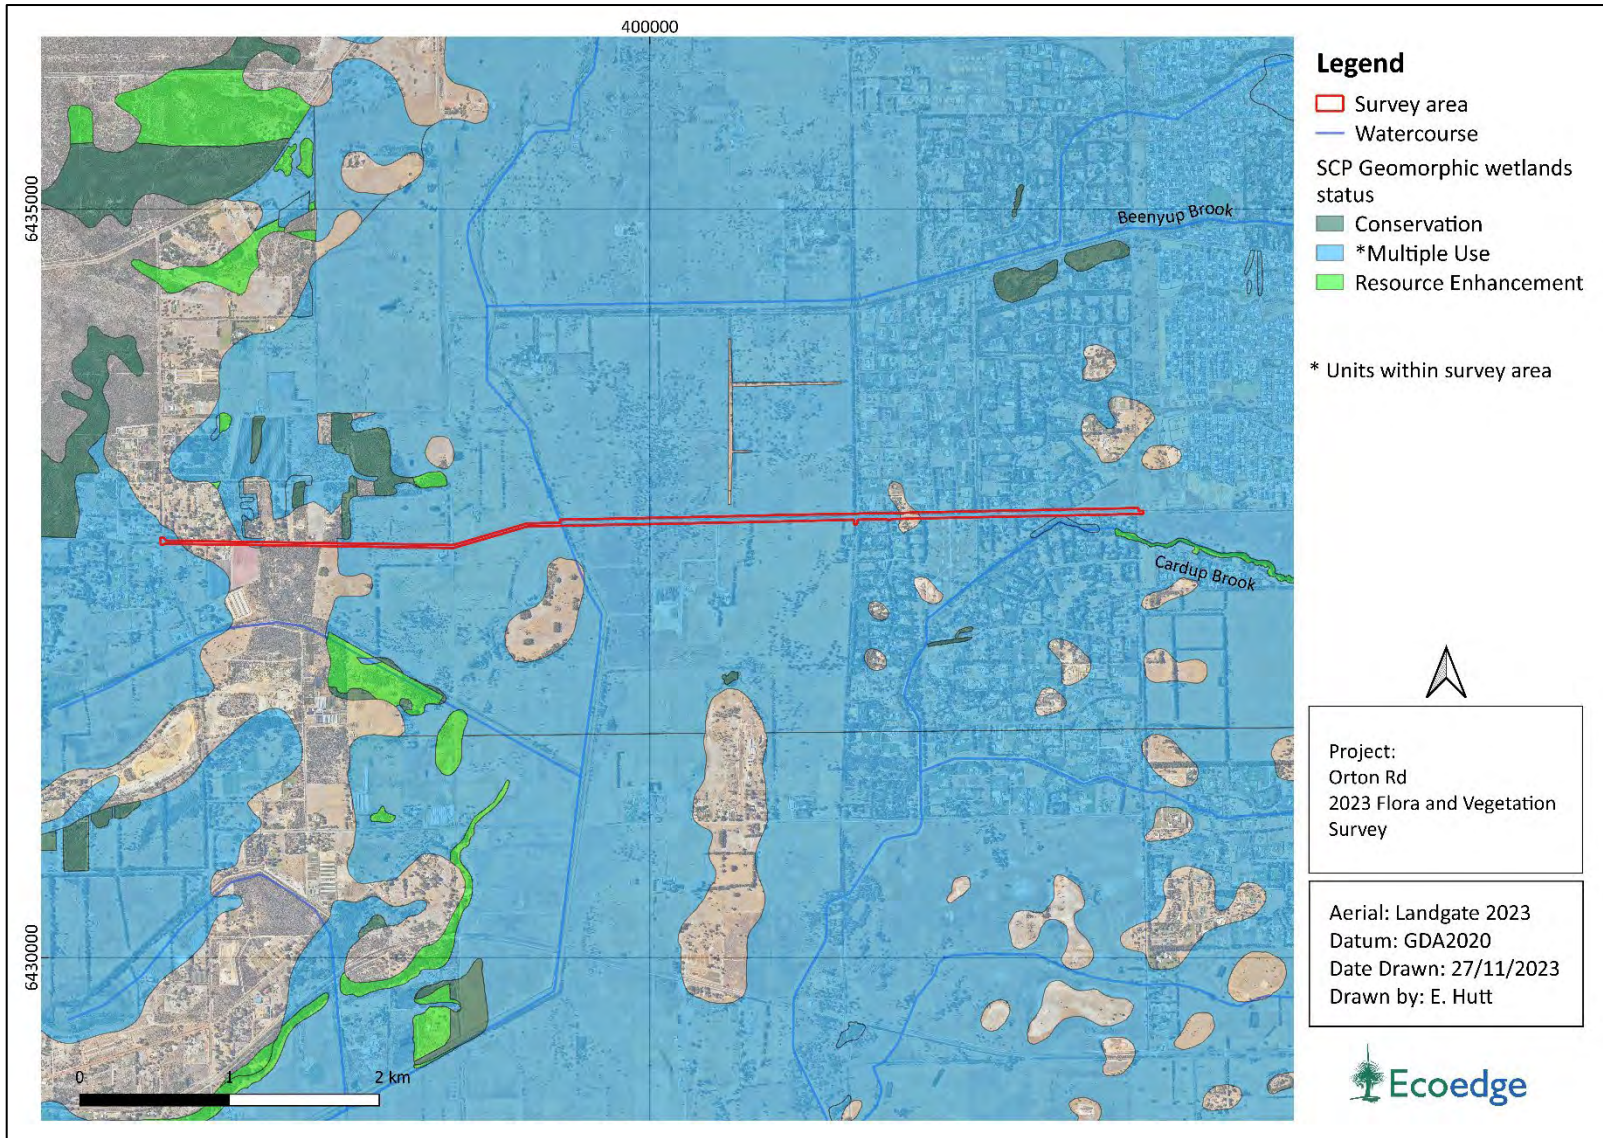 400000
6435000
6430000
Beenyup Brook
Cardup Brook
0
1
2 km
Legend
Survey area
Watercourse
SCP Geomorphic wetlands
status
Conservation
*Multiple Use
Resource Enhancement
* Units within survey area
Project:
Orton Rd
2023 Flora and Vegetation
Survey
Aerial: Landgate 2023
Datum: GDA2020
Date Drawn: 27/11/2023
Drawn by: E. Hutt
Ecoedge